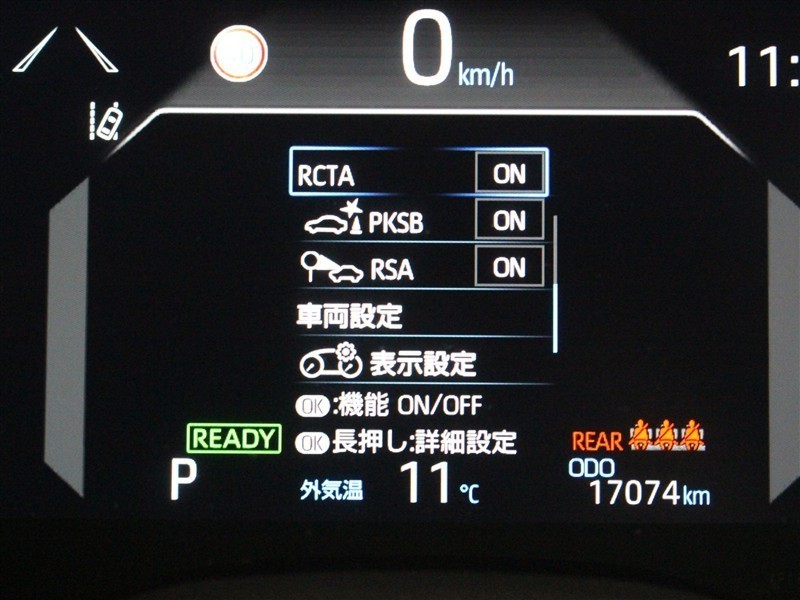 0 km/h
11:
RCTA ON
PKSB ON
RSA ON
車両設定
表示設定
OK:機能 ON/OFF
OK長押し:詳細設定
READY
REAR
P
外気温 11℃
ODO
17074km